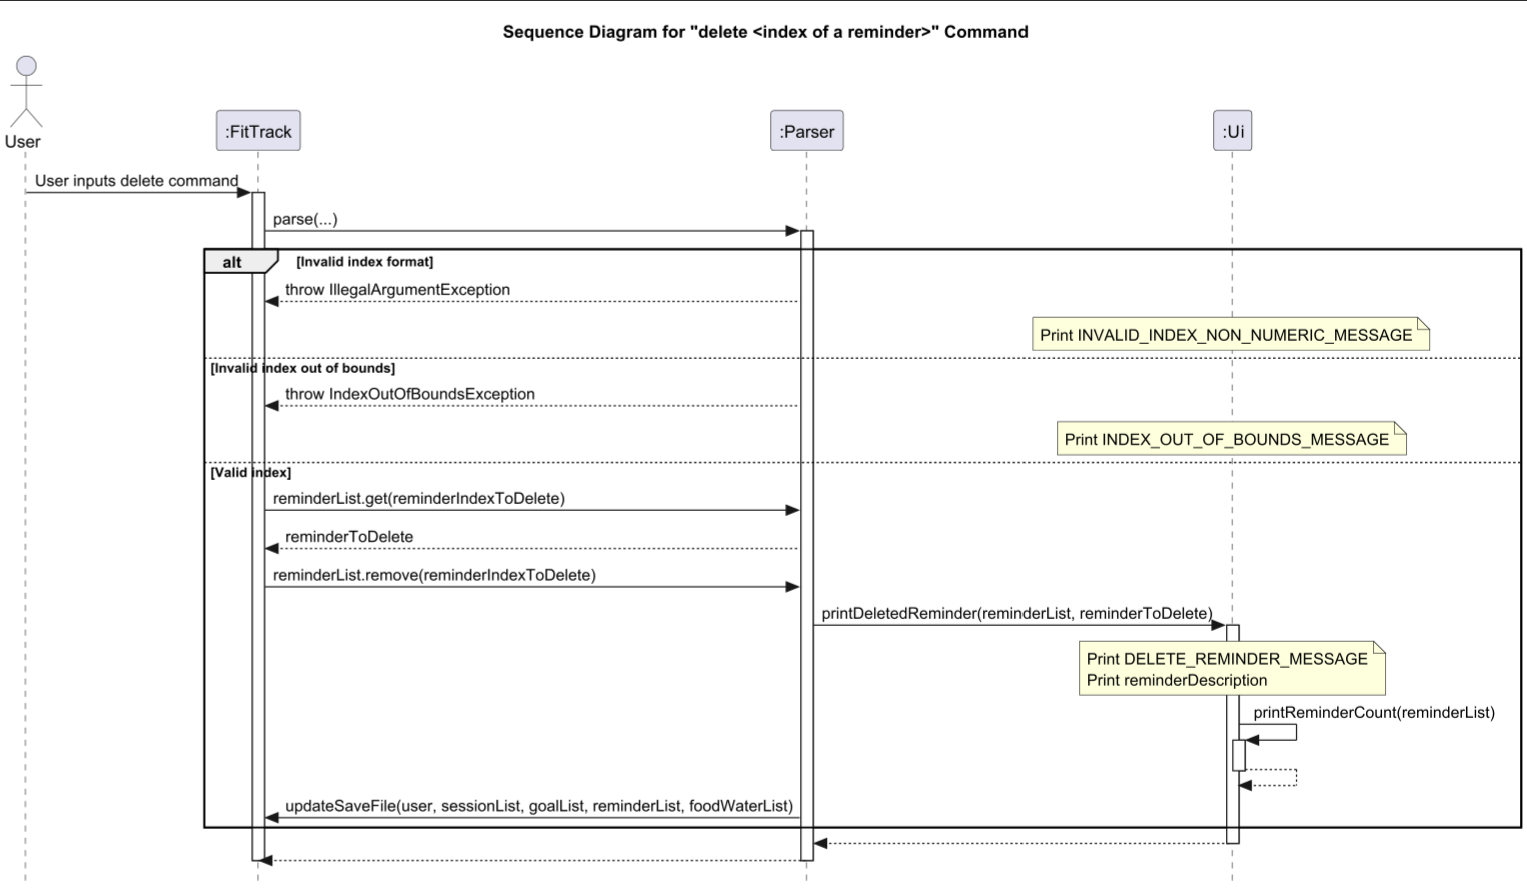 Sequence Diagram for "delete <index of a reminder>" Command
User
:FitTrack
:Parser
:Ui
User inputs delete command
parse(...)
alt
[Invalid index format]
throw IllegalArgumentException
Print INVALID_INDEX_NON_NUMERIC_MESSAGE
[Invalid index out of bounds]
throw IndexOutOfBoundsException
Print INDEX_OUT_OF_BOUNDS_MESSAGE
[Valid index]
reminderList.get(reminderIndexToDelete)
reminderToDelete
reminderList.remove(reminderIndexToDelete)
printDeletedReminder(reminderList, reminderToDelete)
Print DELETE_REMINDER_MESSAGE
Print reminderDescription
printReminderCount(reminderList)
updateSaveFile(user, sessionList, goalList, reminderList, foodWaterList)